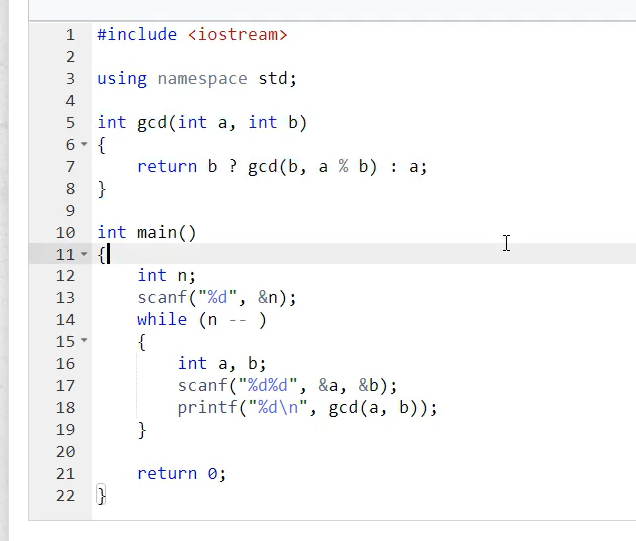 1 #include <iostream>
2
3 using namespace std;
4
5 int gcd(int a, int b)
6 {
7     return b ? gcd(b, a % b) : a;
8 }
9
10 int main()
11 {
12     int n;
13     scanf("%d", &n);
14     while (n -- )
15     {
16         int a, b;
17         scanf("%d%d", &a, &b);
18         printf("%d\n", gcd(a, b));
19     }
20
21     return 0;
22 }